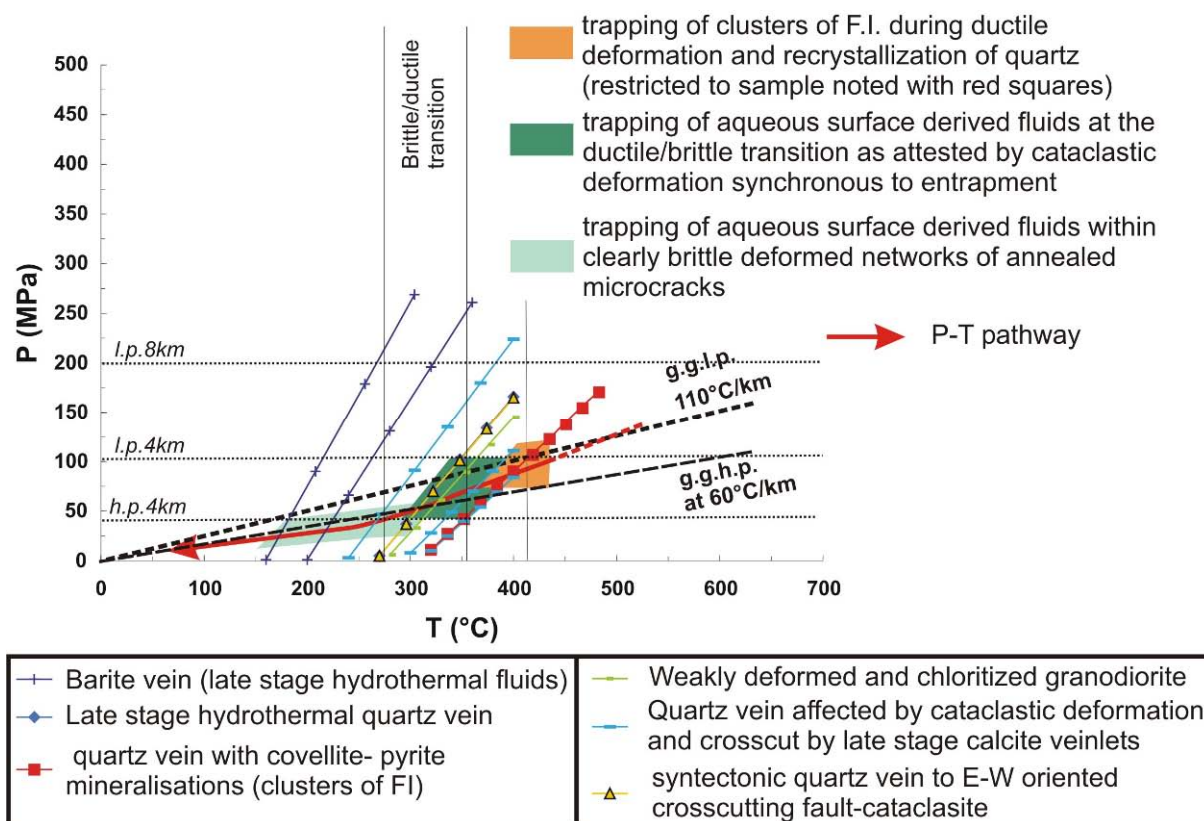 trapping of clusters of F.I. during ductile
deformation and recrystallization of quartz
(restricted to sample noted with red squares)
trapping of aqueous surface derived fluids at the
ductile/brittle transition as attested by cataclastic
deformation synchronous to entrapment
trapping of aqueous surface derived fluids within
clearly brittle deformed networks of annealed
microcracks
P-T pathway
Brittle/ductile
transition
P (MPa)
500
450
400
350
300
250
200
150
100
50
0
l.p.8km
l.p.4km
h.p.4km
g.g.l.p.
110°C/km
g.g.h.p.
at 60°C/km
0
100
200
300
400
500
600
700
T (°C)
Barite vein (late stage hydrothermal fluids)
Late stage hydrothermal quartz vein
quartz vein with covellite- pyrite
mineralisations (clusters of FI)
Weakly deformed and chloritized granodiorite
Quartz vein affected by cataclastic deformation
and crosscut by late stage calcite veinlets
syntectonic quartz vein to E-W oriented
crosscutting fault-cataclasite